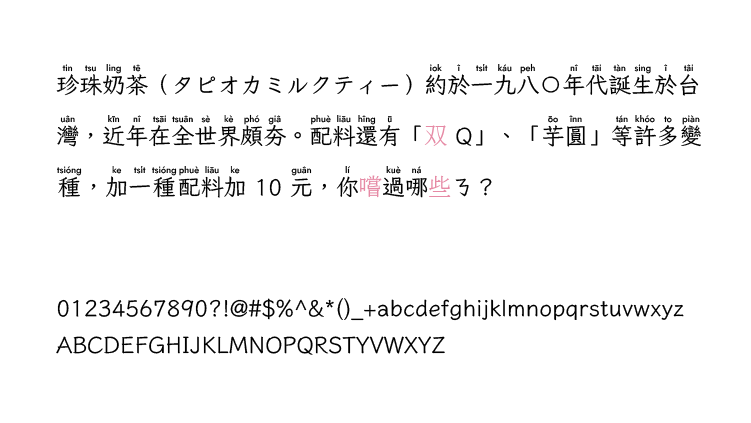 tin tsu ling tê iok î tsi̍t káu peh nî tāi tàn sing î tâi
珍珠奶茶（タピオカミルクティー）約於一九八〇年代誕生於台
uân kīn nî tsāi tsuân sè kè phó giâ phuè liāu hîng ū ōo înn tán khóo to piàn
灣，近年在全世界頗夯。配料還有「双 Q」、「芋圓」等許多變
tsióng ke tsi̍t tsióng phuè liāu ke guân lí kuè ná
種，加一種配料加 10 元，你嚐過哪些ㄋ？
01234567890?!@#$%^&*()_+abcdefghijklmnopqrstuvwxyz
ABCDEFGHIJKLMNOPQRSTYVWXYZ